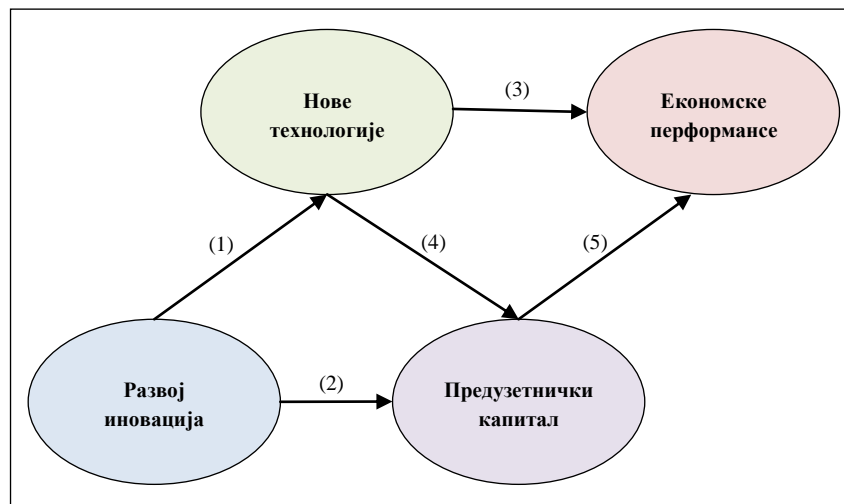 Нове
технологије
(3)
Економске
перформансе
(1)
(4)
(5)
Развој
иновација
(2)
Предузетнички
капитал